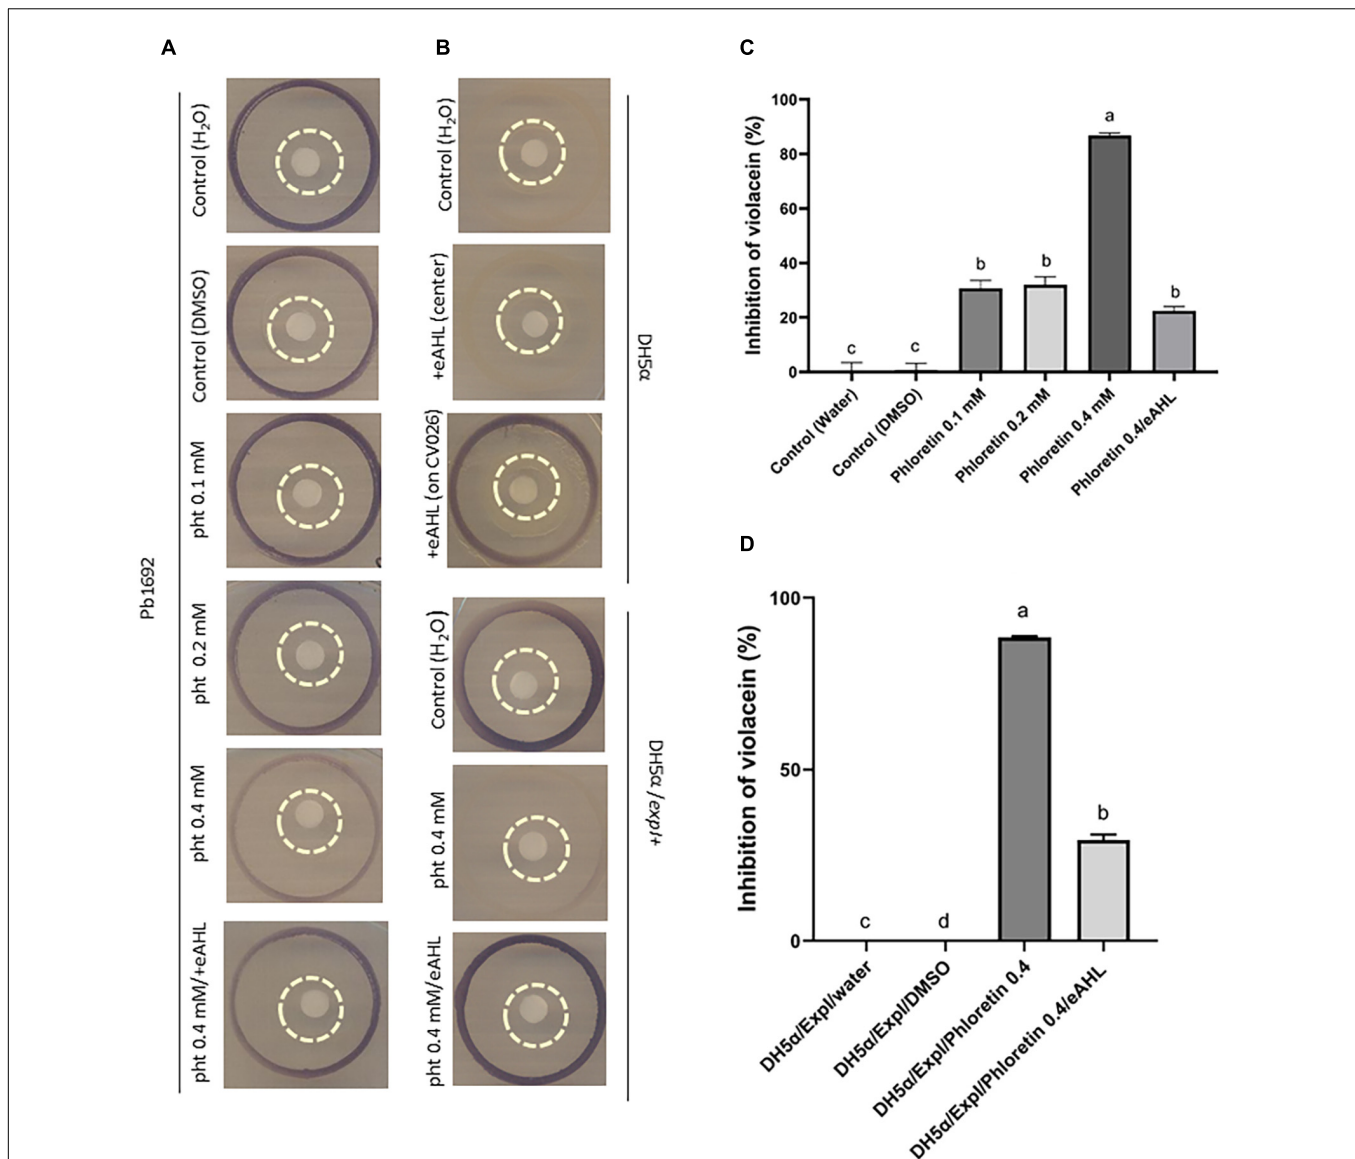 A
Pb1692
Control (H2O)
Control (DMSO)
pht 0.1 mM
pht 0.2 mM
pht 0.4 mM
pht 0.4 mM/+eAHL
B
Control (H2O)
+eAHL (center)
+eAHL (on CV026)
DH5α
Control (H2O)
pht 0.4 mM
pht 0.4 mM/eAHL
DH5α/expI+
C
Inhibition of violacein (%)
100
80
60
40
20
0
c
c
b
b
a
b
Control (Water)
Control (DMSO)
Phloretin 0.1 mM
Phloretin 0.2 mM
Phloretin 0.4 mM
Phloretin 0.4/eAHL
D
Inhibition of violacein (%)
100
50
0
c
d
a
b
DH5α/ExpI/water
DH5α/ExpI/DMSO
DH5α/ExpI/Phloretin 0.4
DH5α/ExpI/Phloretin 0.4/eAHL